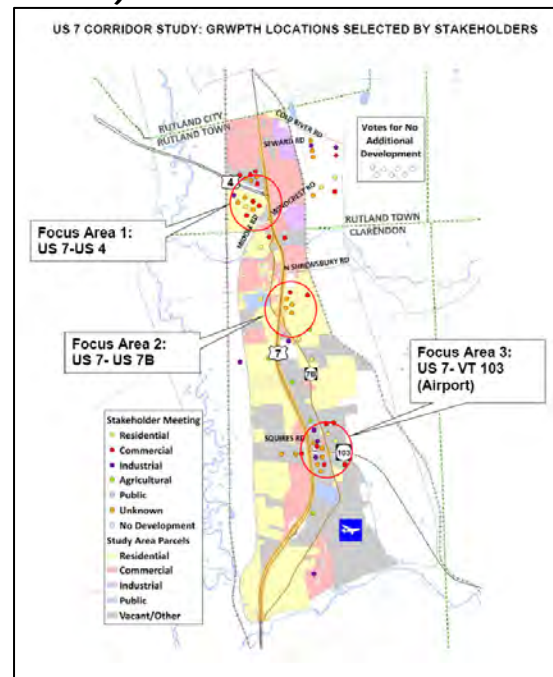 US 7 CORRIDOR STUDY: GRWPTH LOCATIONS SELECTED BY STAKEHOLDERS
RUTLAND CITY
RUTLAND TOWN
COLD RIVER RD
SEWARD RD
Votes for No
Additional
Development
4
WINDCREST RD
MIDDLE RD
RUTLAND TOWN
CLARENDON
Focus Area 1:
US 7-US 4
N SHREWSBURY RD
Focus Area 2:
US 7- US 7B
7
7B
Focus Area 3:
US 7- VT 103
(Airport)
SQUIRES RD
103
Stakeholder Meeting
Residential
Commercial
Industrial
Agricultural
Public
Unknown
No Development
Study Area Parcels
Residential
Commercial
Industrial
Public
Vacant/Other